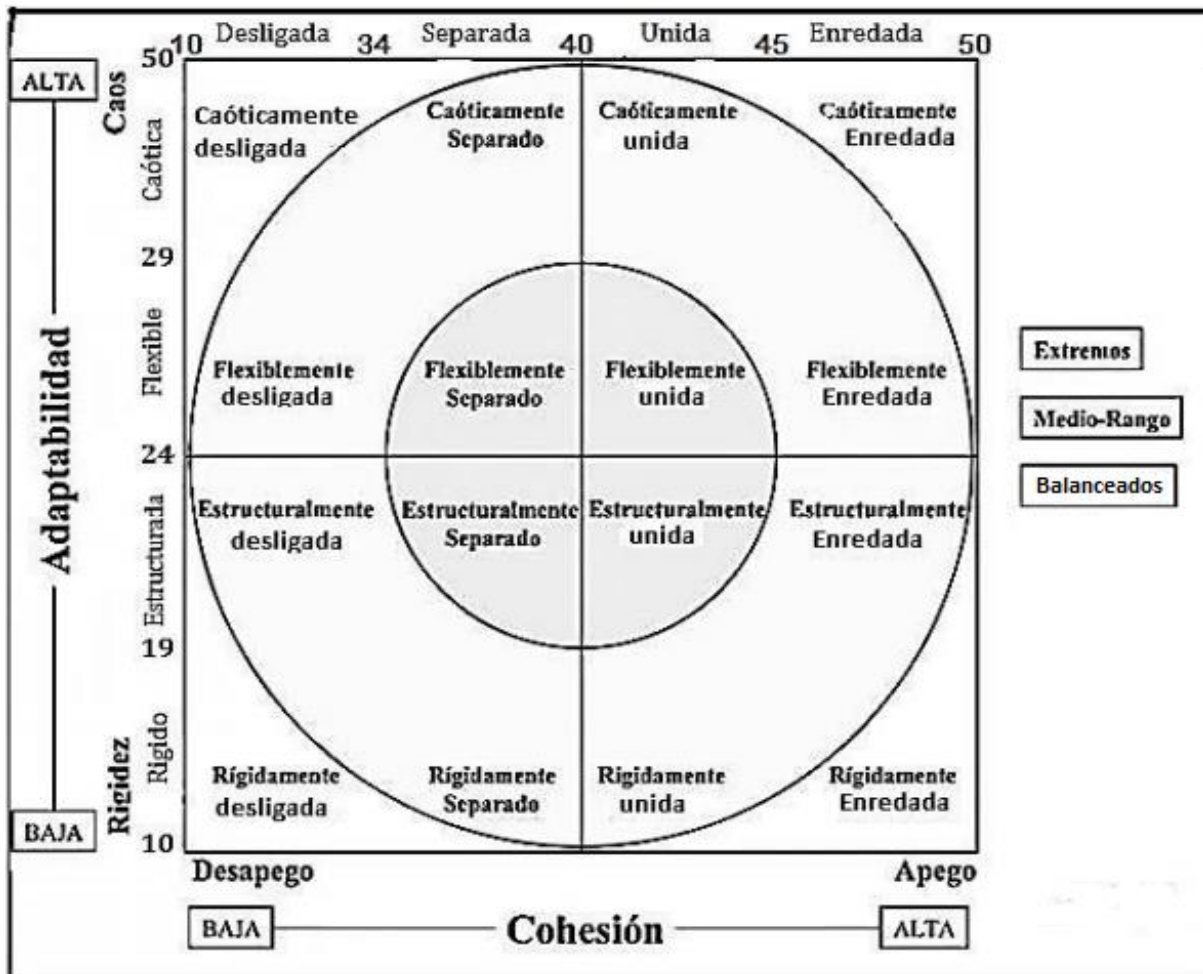 Desligada Separada Unida Enredada
10 34 40 45 50
50
ALTA
Caos
Caótica
Caóticamente desligada
Caóticamente Separado
Caóticamente unida
Caóticamente Enredada
29
Adaptabilidad
Flexible
Flexiblemente desligada
Flexiblemente Separado
Flexiblemente unida
Flexiblemente Enredada
Extremos
Medio-Rango
Balanceados
24
Estructurada
Estructuralmente desligada
Estructuralmente Separado
Estructuralmente unida
Estructuralmente Enredada
19
Rigidez
Rígido
Rígidamente desligada
Rígidamente Separado
Rigidamente unida
Rígidamente Enredada
BAJA
10
Desapego Apego
BAJA Cohesión ALTA